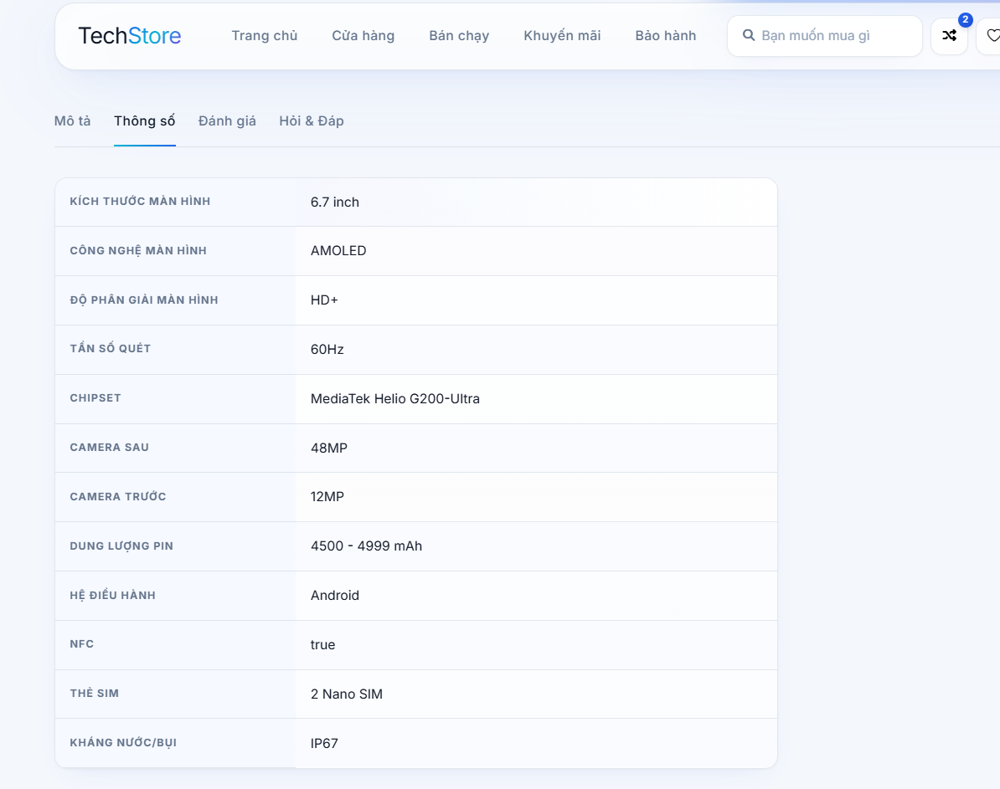 TechStore Trang chủ Cửa hàng Bán chạy Khuyến mãi Bảo hành Bạn muốn mua gì 2
Mô tả Thông số Đánh giá Hỏi & Đáp
KÍCH THƯỚC MÀN HÌNH 6.7 inch
CÔNG NGHỆ MÀN HÌNH AMOLED
ĐỘ PHÂN GIẢI MÀN HÌNH HD+
TẦN SỐ QUÉT 60Hz
CHIPSET MediaTek Helio G200-Ultra
CAMERA SAU 48MP
CAMERA TRƯỚC 12MP
DUNG LƯỢNG PIN 4500 - 4999 mAh
HỆ ĐIỀU HÀNH Android
NFC true
THẺ SIM 2 Nano SIM
KHÁNG NƯỚC/BỤI IP67